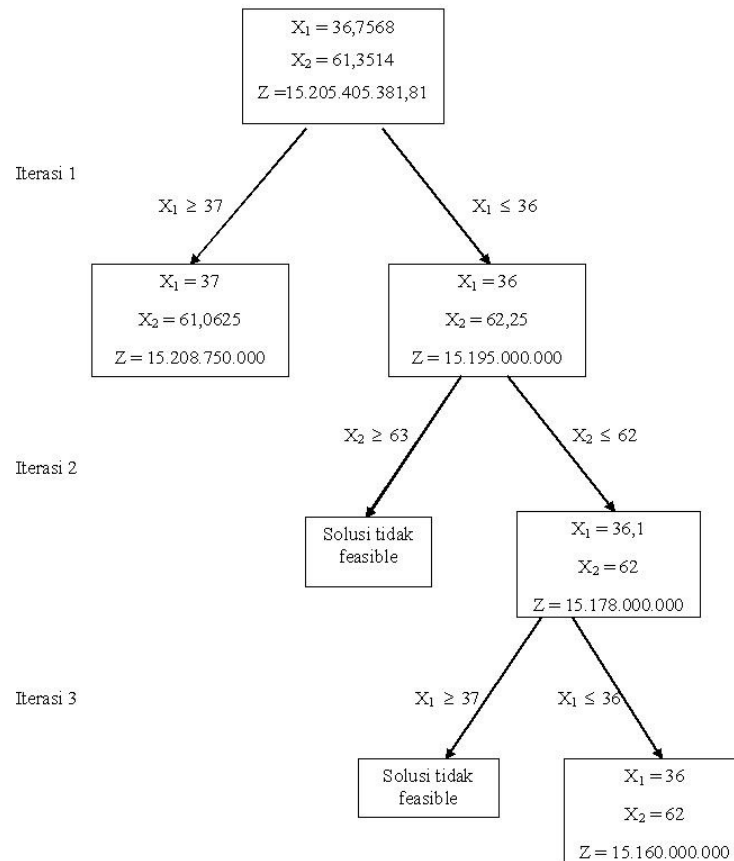 X₁ = 36,7568
X₂ = 61,3514
Z =15.205.405.381,81
Iterasi 1
X₁ ≥ 37
X₁ ≤ 36
X₁ = 37
X₂ = 61,0625
Z = 15.208.750.000
X₁ = 36
X₂ = 62,25
Z = 15.195.000.000
X₂ ≥ 63
X₂ ≤ 62
Iterasi 2
Solusi tidak
feasible
X₁ = 36,1
X₂ = 62
Z = 15.178.000.000
Iterasi 3
X₁ ≥ 37
X₁ ≤ 36
Solusi tidak
feasible
X₁ = 36
X₂ = 62
Z = 15.160.000.000